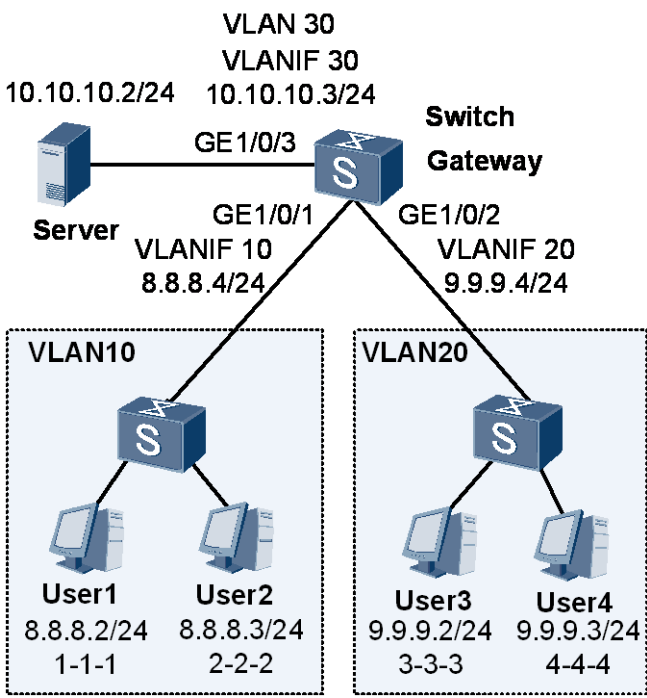 VLAN 30
VLANIF 30
10.10.10.2/24
10.10.10.3/24
Switch
Gateway
GE1/0/3
S
Server
GE1/0/1
GE1/0/2
VLANIF 10
8.8.8.4/24
VLANIF 20
9.9.9.4/24
VLAN10
S
User1
8.8.8.2/24
1-1-1
User2
8.8.8.3/24
2-2-2
VLAN20
S
User3
9.9.9.2/24
3-3-3
User4
9.9.9.3/24
4-4-4